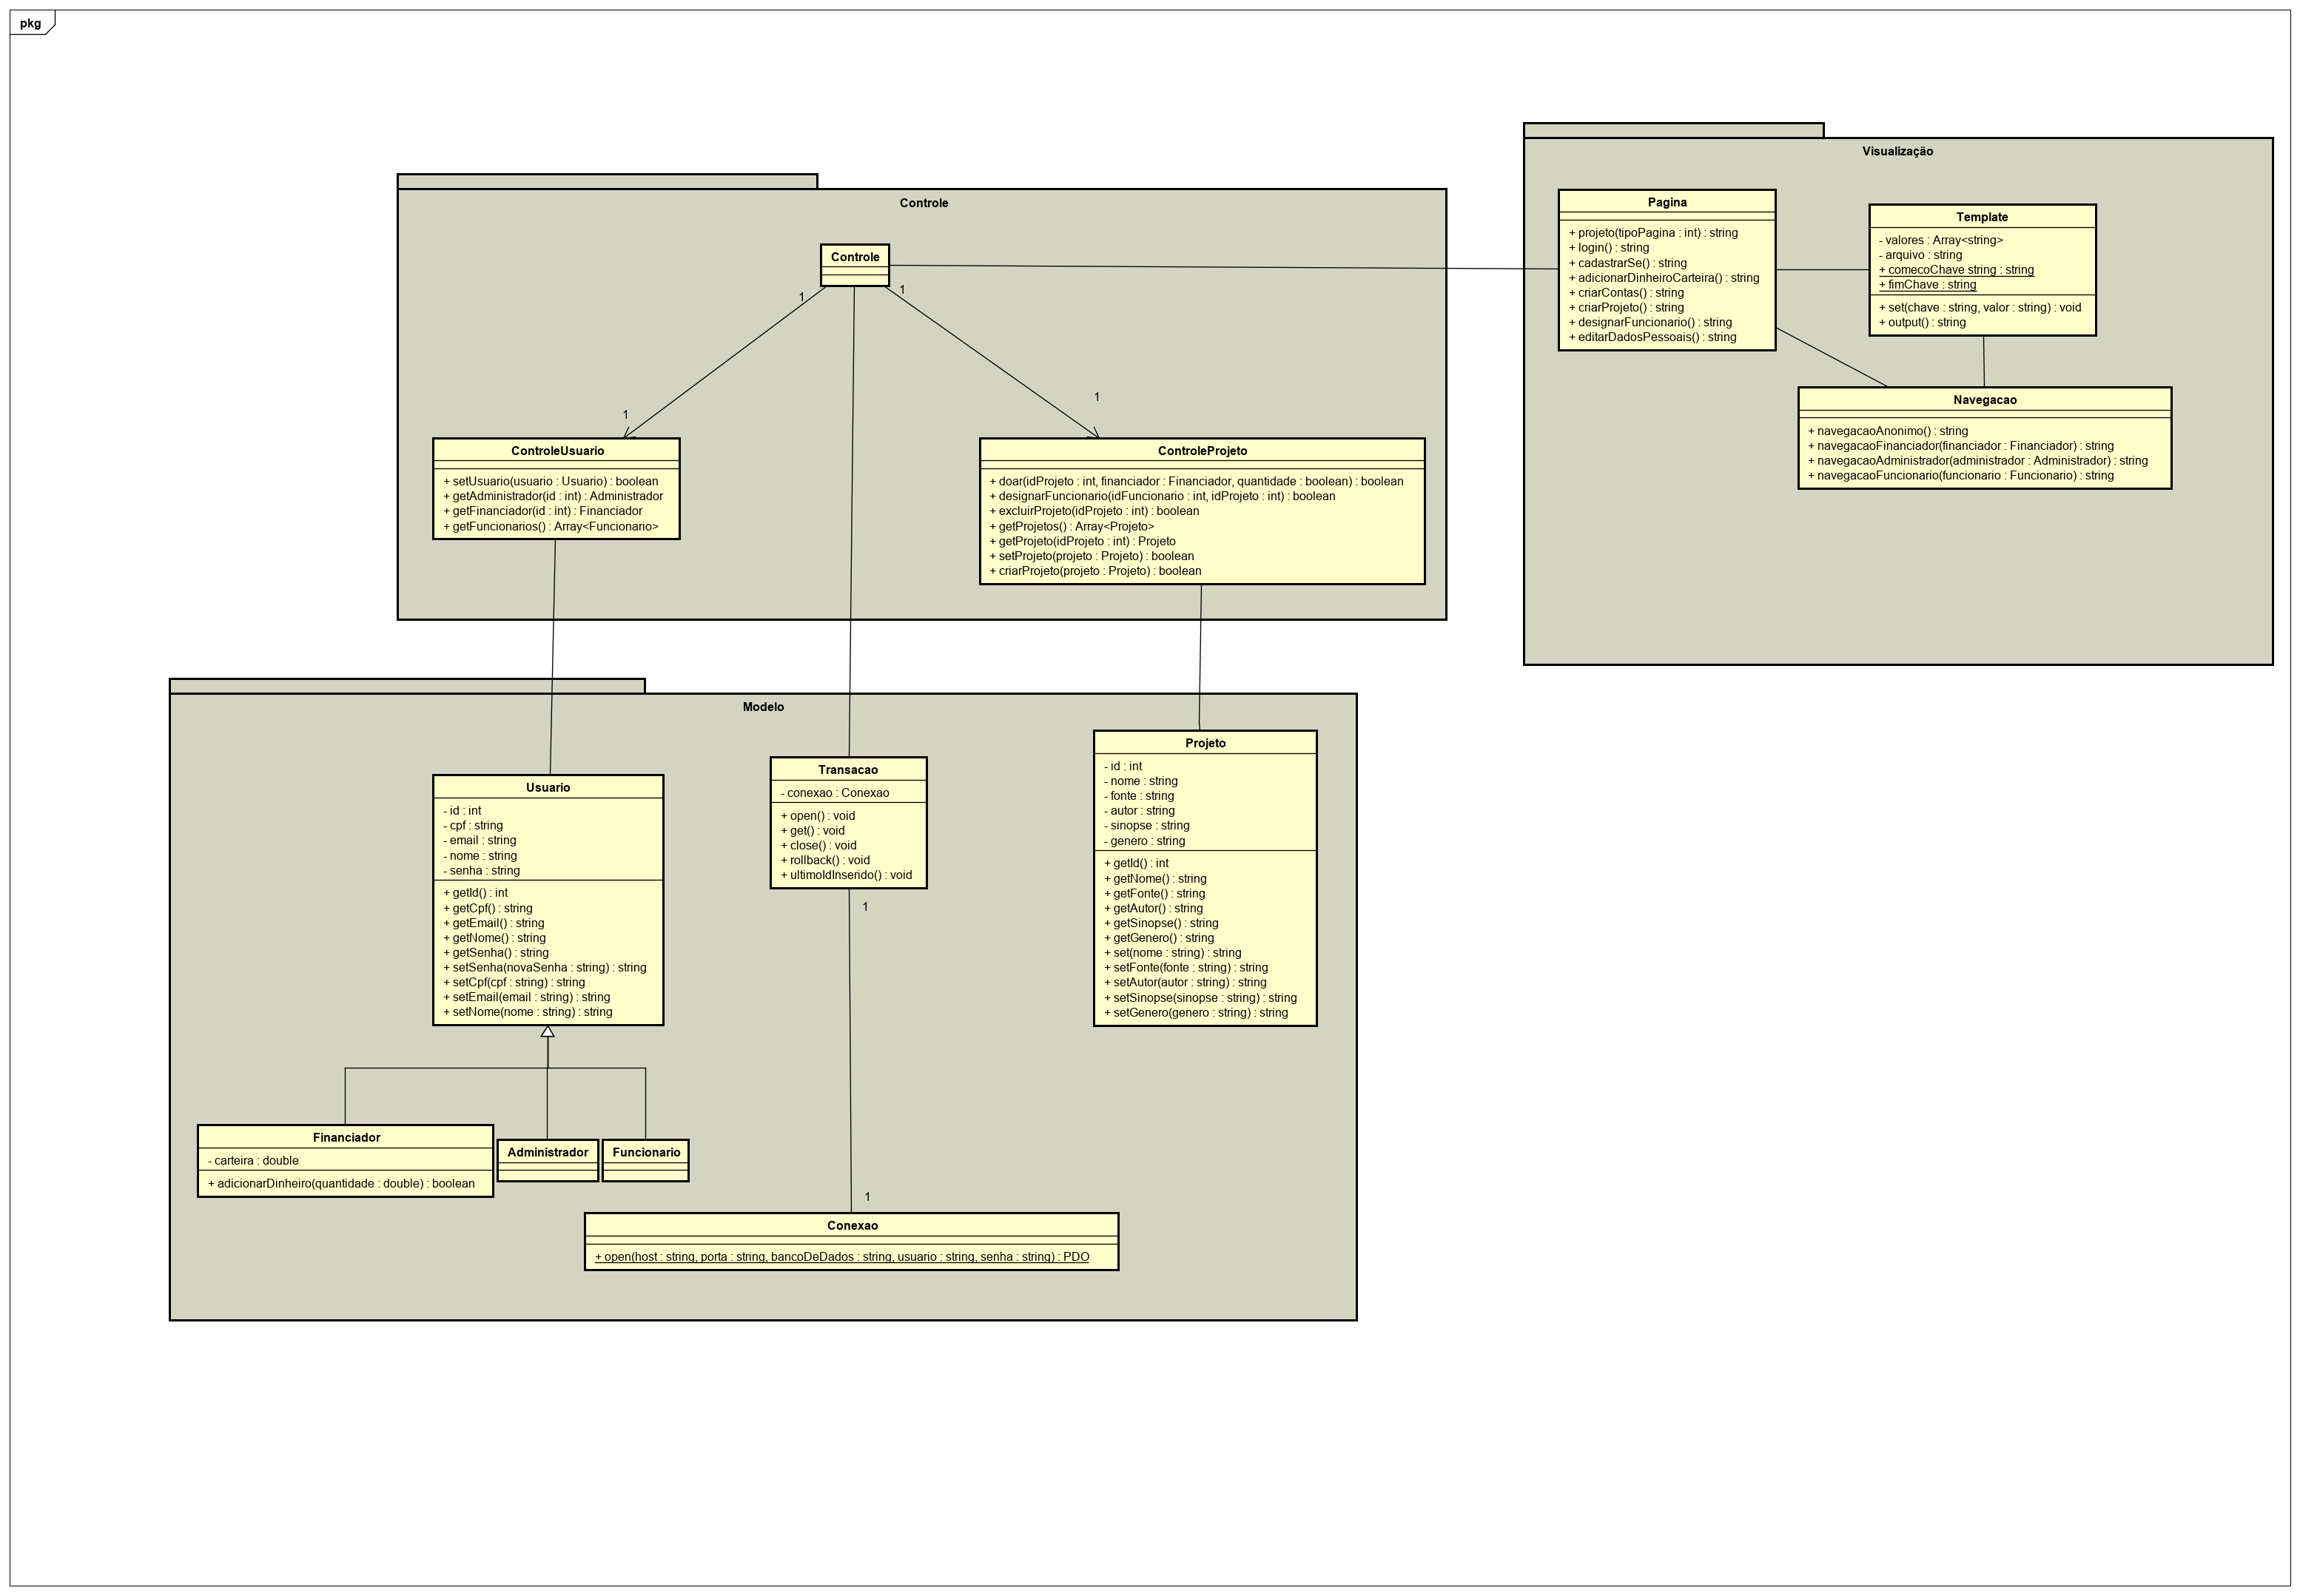 pkg
Visualização
Pagina
+ projeto(tipoPagina : int) : string
+ login() : string
+ cadastrarSe() : string
+ adicionarDinheiroCarteira() : string
+ criarContas() : string
+ criarProjeto() : string
+ designarFuncionario() : string
+ editarDadosPessoais() : string
Template
- valores : Array<string>
- arquivo : string
+ comecoChave string : string
+ fimChave : string
+ set(chave : string, valor : string) : void
+ output() : string
Navegacao
+ navegacaoAnonimo() : string
+ navegacaoFinanciador(financiador : Financiador) : string
+ navegacaoAdministrador(administrador : Administrador) : string
+ navegacaoFuncionario(funcionario : Funcionario) : string
Controle
Controle
1
1
1
1
ControleUsuario
+ setUsuario(usuario : Usuario) : boolean
+ getAdministrador(id : int) : Administrador
+ getFinanciador(id : int) : Financiador
+ getFuncionarios() : Array<Funcionario>
ControleProjeto
+ doar(idProjeto : int, financiador : Financiador, quantidade : boolean) : boolean
+ designarFuncionario(idFuncionario : int, idProjeto : int) : boolean
+ excluirProjeto(idProjeto : int) : boolean
+ getProjetos() : Array<Projeto>
+ getProjeto(idProjeto : int) : Projeto
+ setProjeto(projeto : Projeto) : boolean
+ criarProjeto(projeto : Projeto) : boolean
Modelo
Usuario
- id : int
- cpf : string
- email : string
- nome : string
- senha : string
+ getId() : int
+ getCpf() : string
+ getEmail() : string
+ getNome() : string
+ getSenha() : string
+ setSenha(novaSenha : string) : string
+ setCpf(cpf : string) : string
+ setEmail(email : string) : string
+ setNome(nome : string) : string
Transacao
- conexao : Conexao
+ open() : void
+ get() : void
+ close() : void
+ rollback() : void
+ ultimoIdInserido() : void
1
Projeto
- id : int
- nome : string
- fonte : string
- autor : string
- sinopse : string
- genero : string
+ getId() : int
+ getNome() : string
+ getFonte() : string
+ getAutor() : string
+ getSinopse() : string
+ getGenero() : string
+ set(nome : string) : string
+ setFonte(fonte : string) : string
+ setAutor(autor : string) : string
+ setSinopse(sinopse : string) : string
+ setGenero(genero : string) : string
Financiador
- carteira : double
+ adicionarDinheiro(quantidade : double) : boolean
Administrador
Funcionario
1
Conexao
+ open(host : string, porta : string, bancoDeDados : string, usuario : string, senha : string) : PDO